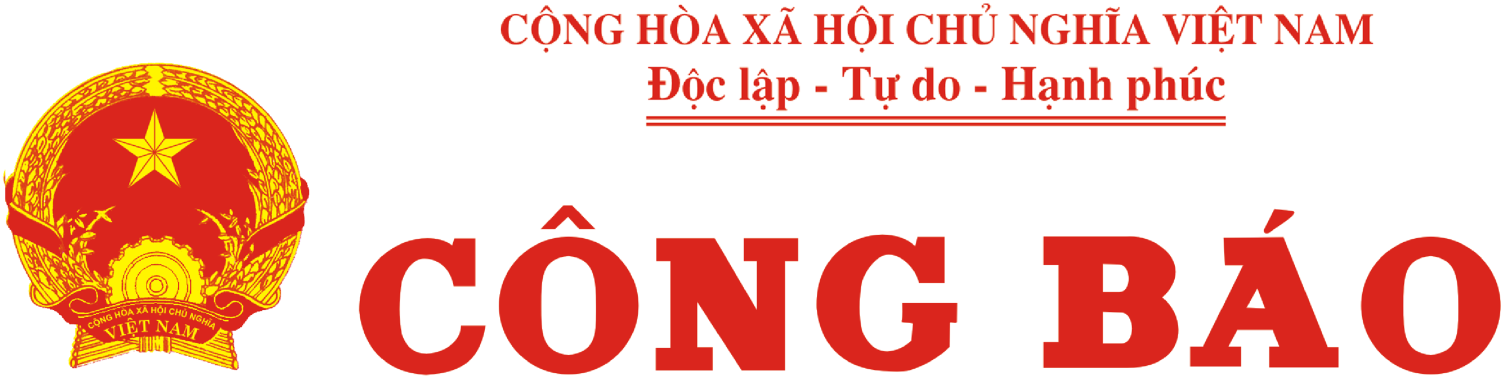 CỘNG HÒA XÃ HỘI CHỦ NGHĨA VIỆT NAM
Độc lập - Tự do - Hạnh phúc
CÔNG BÁO
CỘNG HÒA XÃ HỘI CHỦ NGHĨA
VIỆT NAM